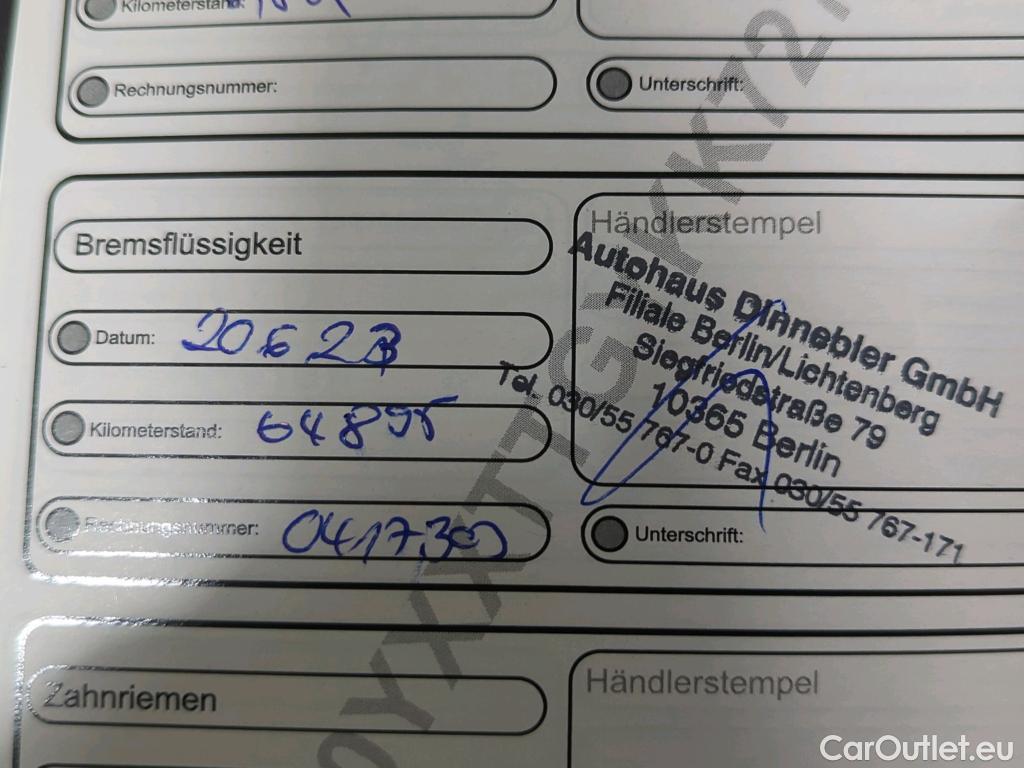 Kilometerstand:
Rechnungsnummer:
Unterschrift:
Bremsflüssigkeit
Händlerstempel
Autohaus Dinnebier GmbH
Filiale Berlin/Lichtenberg
Siegfriedstraße 79
10365 Berlin
Tel. 030/55 767-0 Fax 030/55 767-171
Datum: 20 6 23
Kilometerstand: 64895
Rechnungsnummer:
Unterschrift:
Zahnriemen
Händlerstempel
CarOutlet.eu